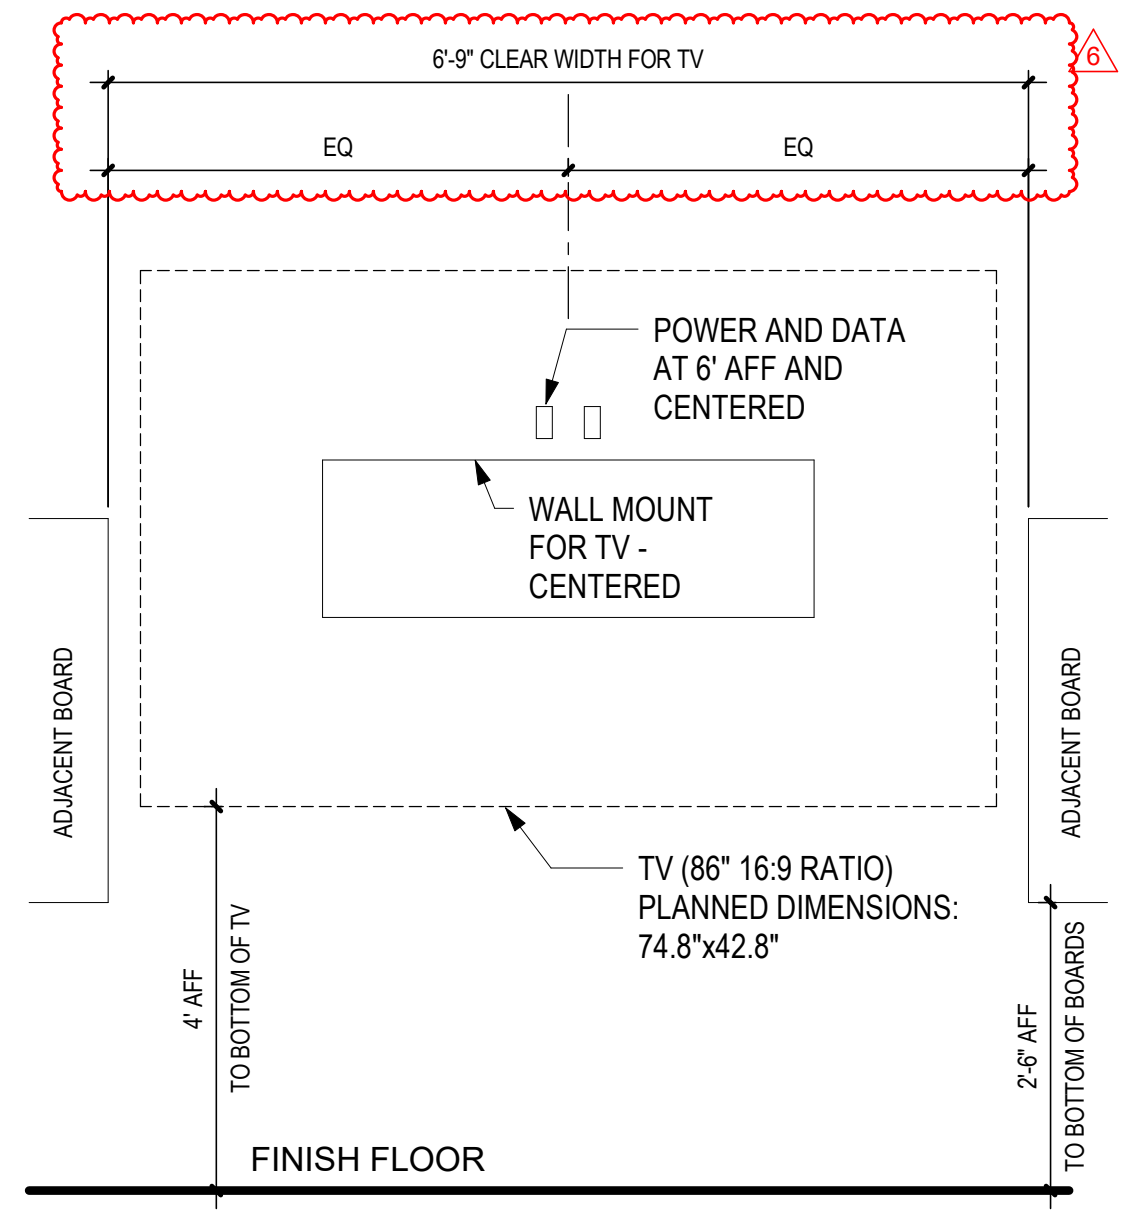 6'-9" CLEAR WIDTH FOR TV
6
EQ
EQ
POWER AND DATA
AT 6' AFF AND
CENTERED
WALL MOUNT
FOR TV -
CENTERED
ADJACENT BOARD
ADJACENT BOARD
TV (86" 16:9 RATIO)
PLANNED DIMENSIONS:
74.8"x42.8"
4' AFF
TO BOTTOM OF TV
2'-6" AFF
TO BOTTOM OF BOARDS
FINISH FLOOR